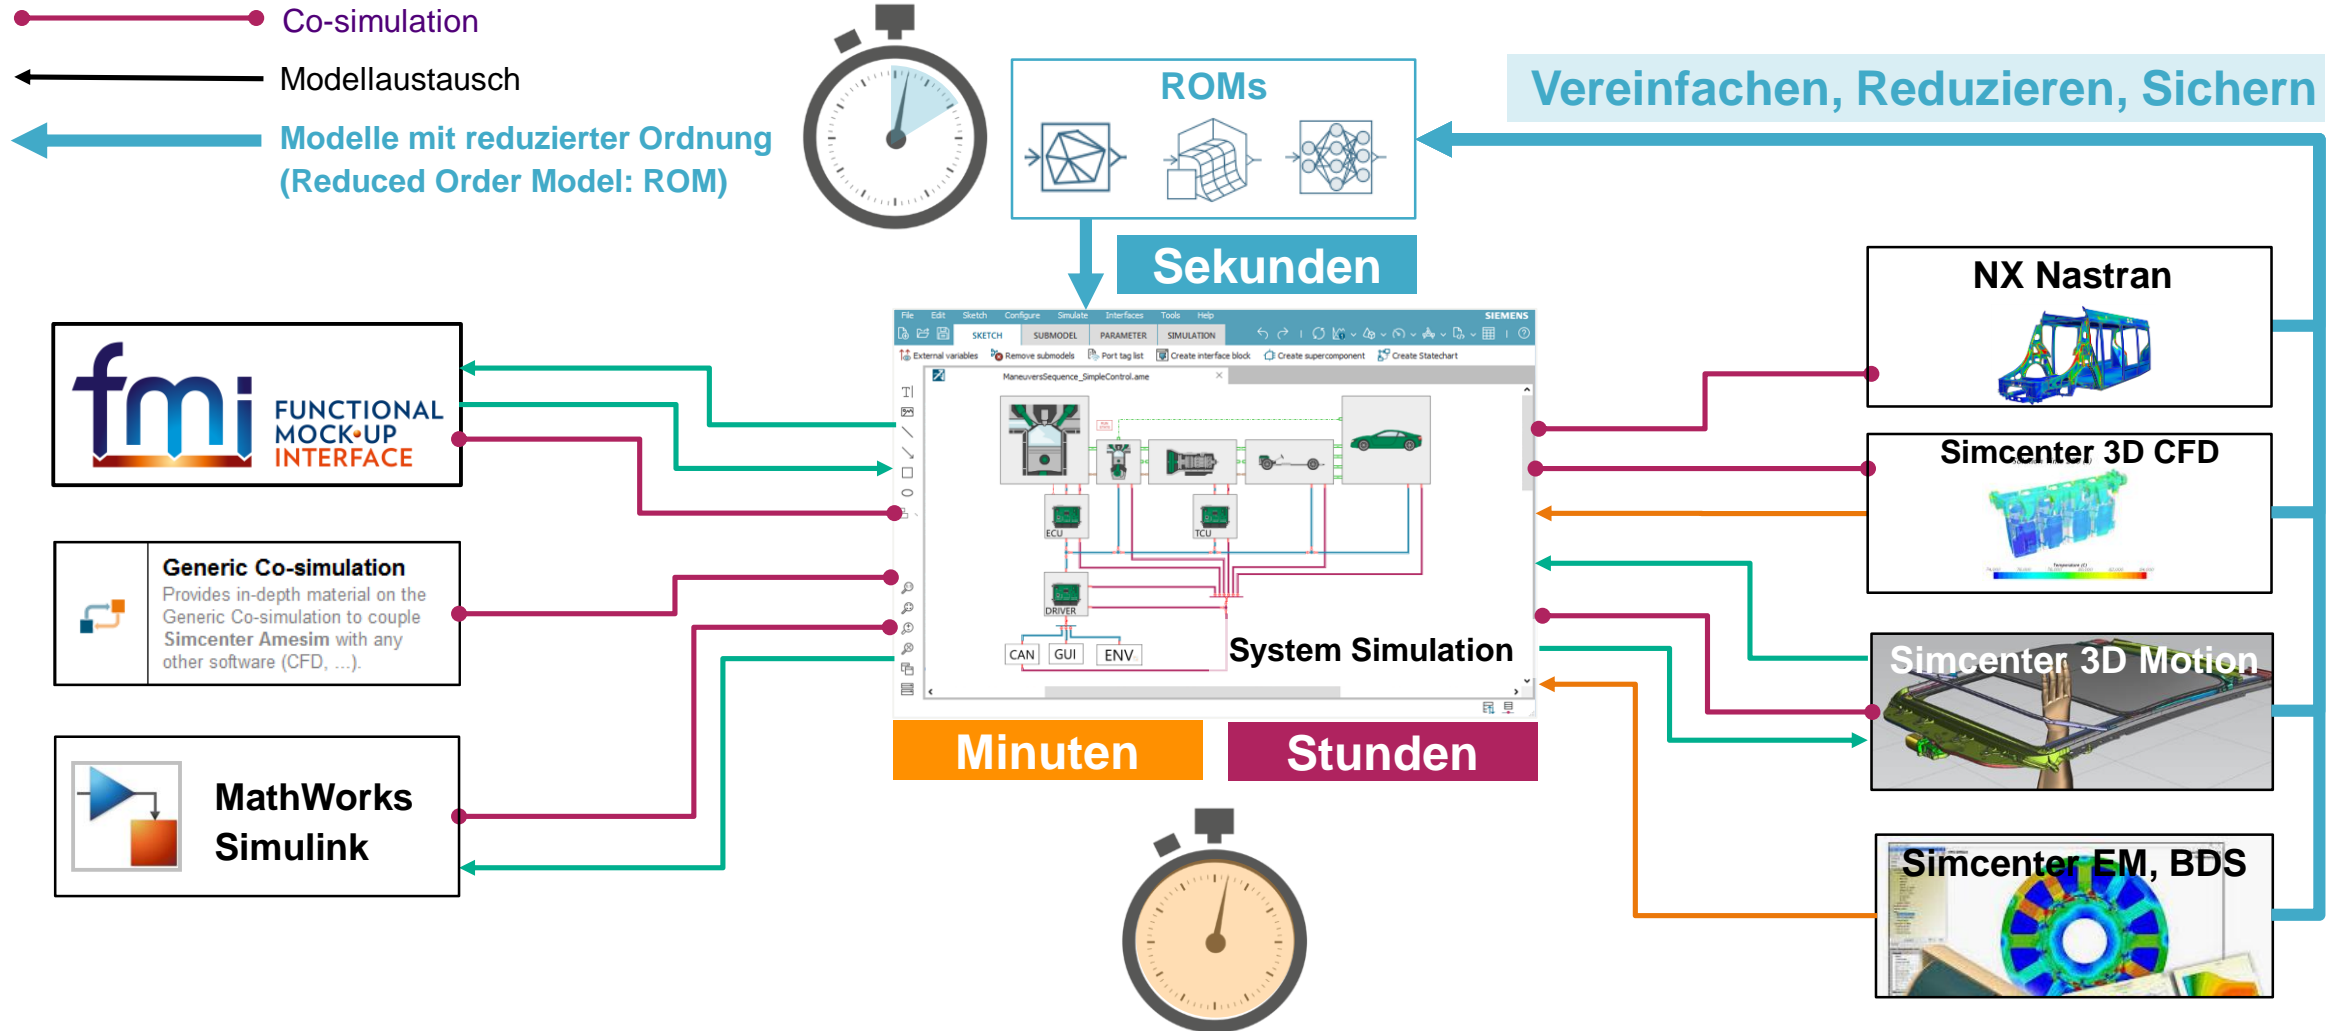 Co-simulation
Modellaustausch
Modelle mit reduzierter Ordnung
(Reduced Order Model: ROM)
ROMs
Vereinfachen, Reduzieren, Sichern
Sekunden
fmi
FUNCTIONAL
MOCK-UP
INTERFACE
Generic Co-simulation
Provides in-depth material on the
Generic Co-simulation to couple
Simcenter Amesim with any
other software (CFD, ...).
MathWorks
Simulink
File Edit Sketch Configure Simulate Interfaces Tools Help SIEMENS
SKETCH SUBMODEL PARAMETER SIMULATION
External variables Remove submodels Port tag list Create interface block Create supercomponent Create Statechart
ManeuversSequence_SimpleControl.ame
ECU
TCU
DRIVER
CAN GUI ENV
System Simulation
Minuten
Stunden
NX Nastran
Simcenter 3D CFD
Temperature (C)
Simcenter 3D Motion
Simcenter EM, BDS